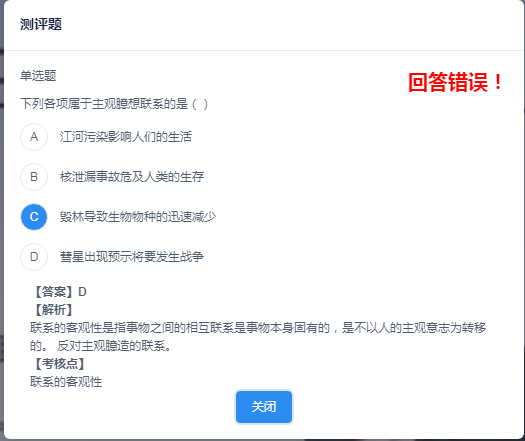 测评题
单选题
回答错误！
下列各项属于主观臆想联系的是（ ）
A 江河污染影响人们的生活
B 核泄漏事故危及人类的生存
C 毁林导致生物物种的迅速减少
D 彗星出现预示将要发生战争
【答案】D
【解析】
联系的客观性是指事物之间的相互联系是事物本身固有的，是不以人的主观意志为转移
的。 反对主观臆造的联系。
【考核点】
联系的客观性
关闭